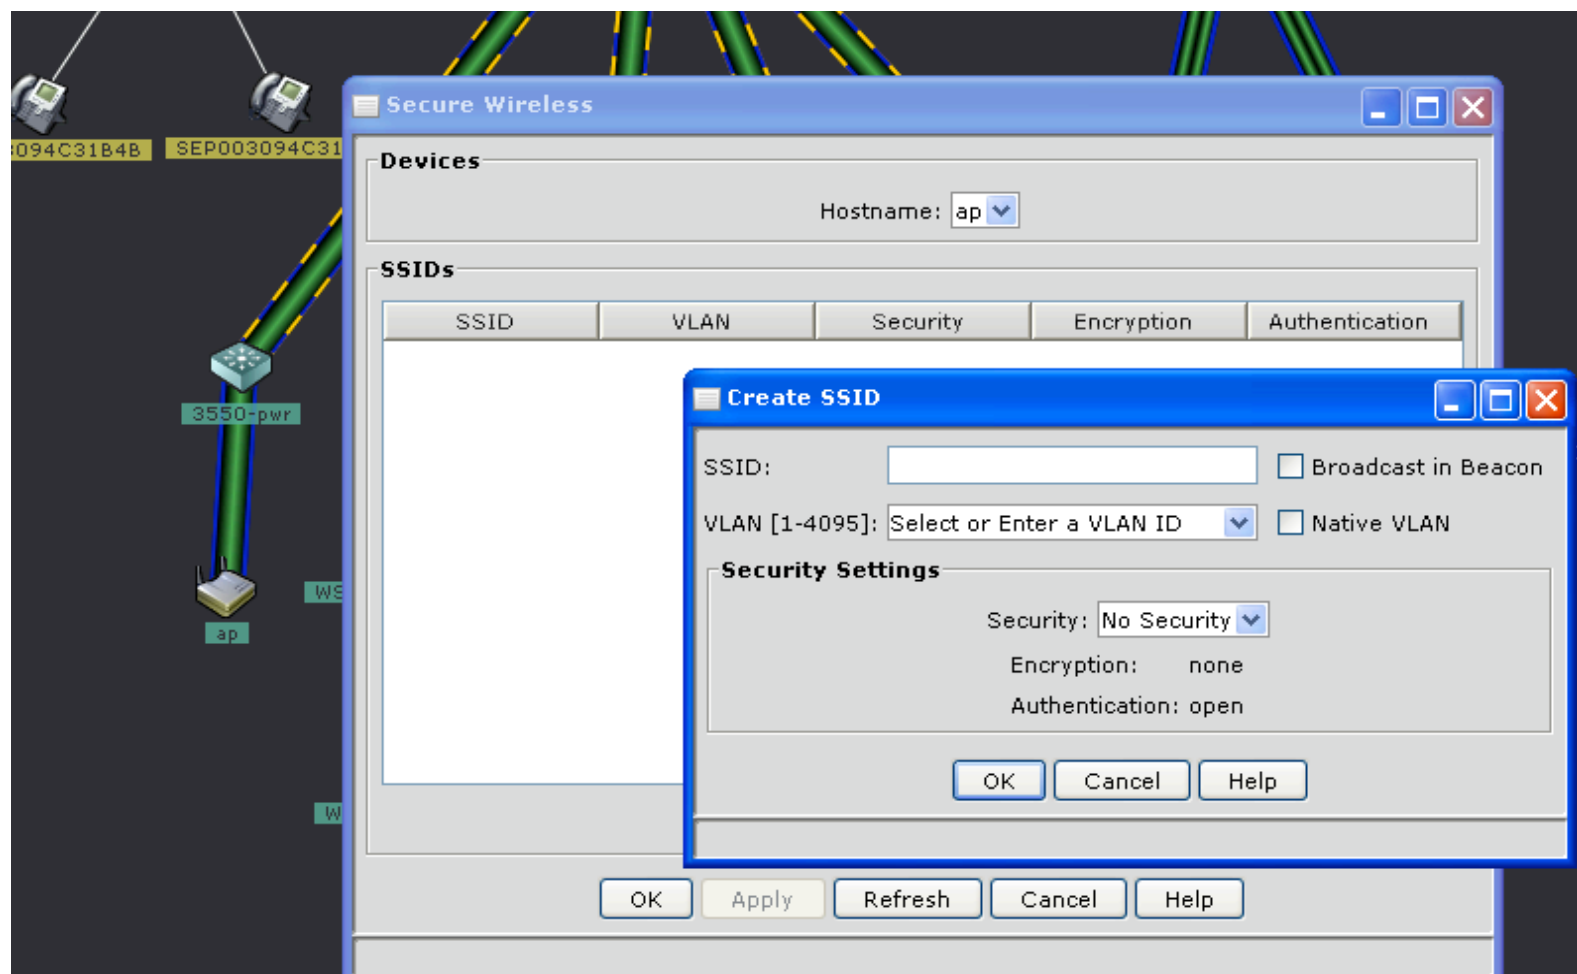 Secure Wireless
094C31B4B
SEP003094C31
Devices
Hostname: ap
SSIDs
SSID VLAN Security Encryption Authentication
3550-pwr
Create SSID
SSID: Broadcast in Beacon
VLAN [1-4095]: Select or Enter a VLAN ID Native VLAN
Security Settings
WS
Security: No Security
ap
Encryption: none
Authentication: open
OK Cancel Help
W
OK Apply Refresh Cancel Help